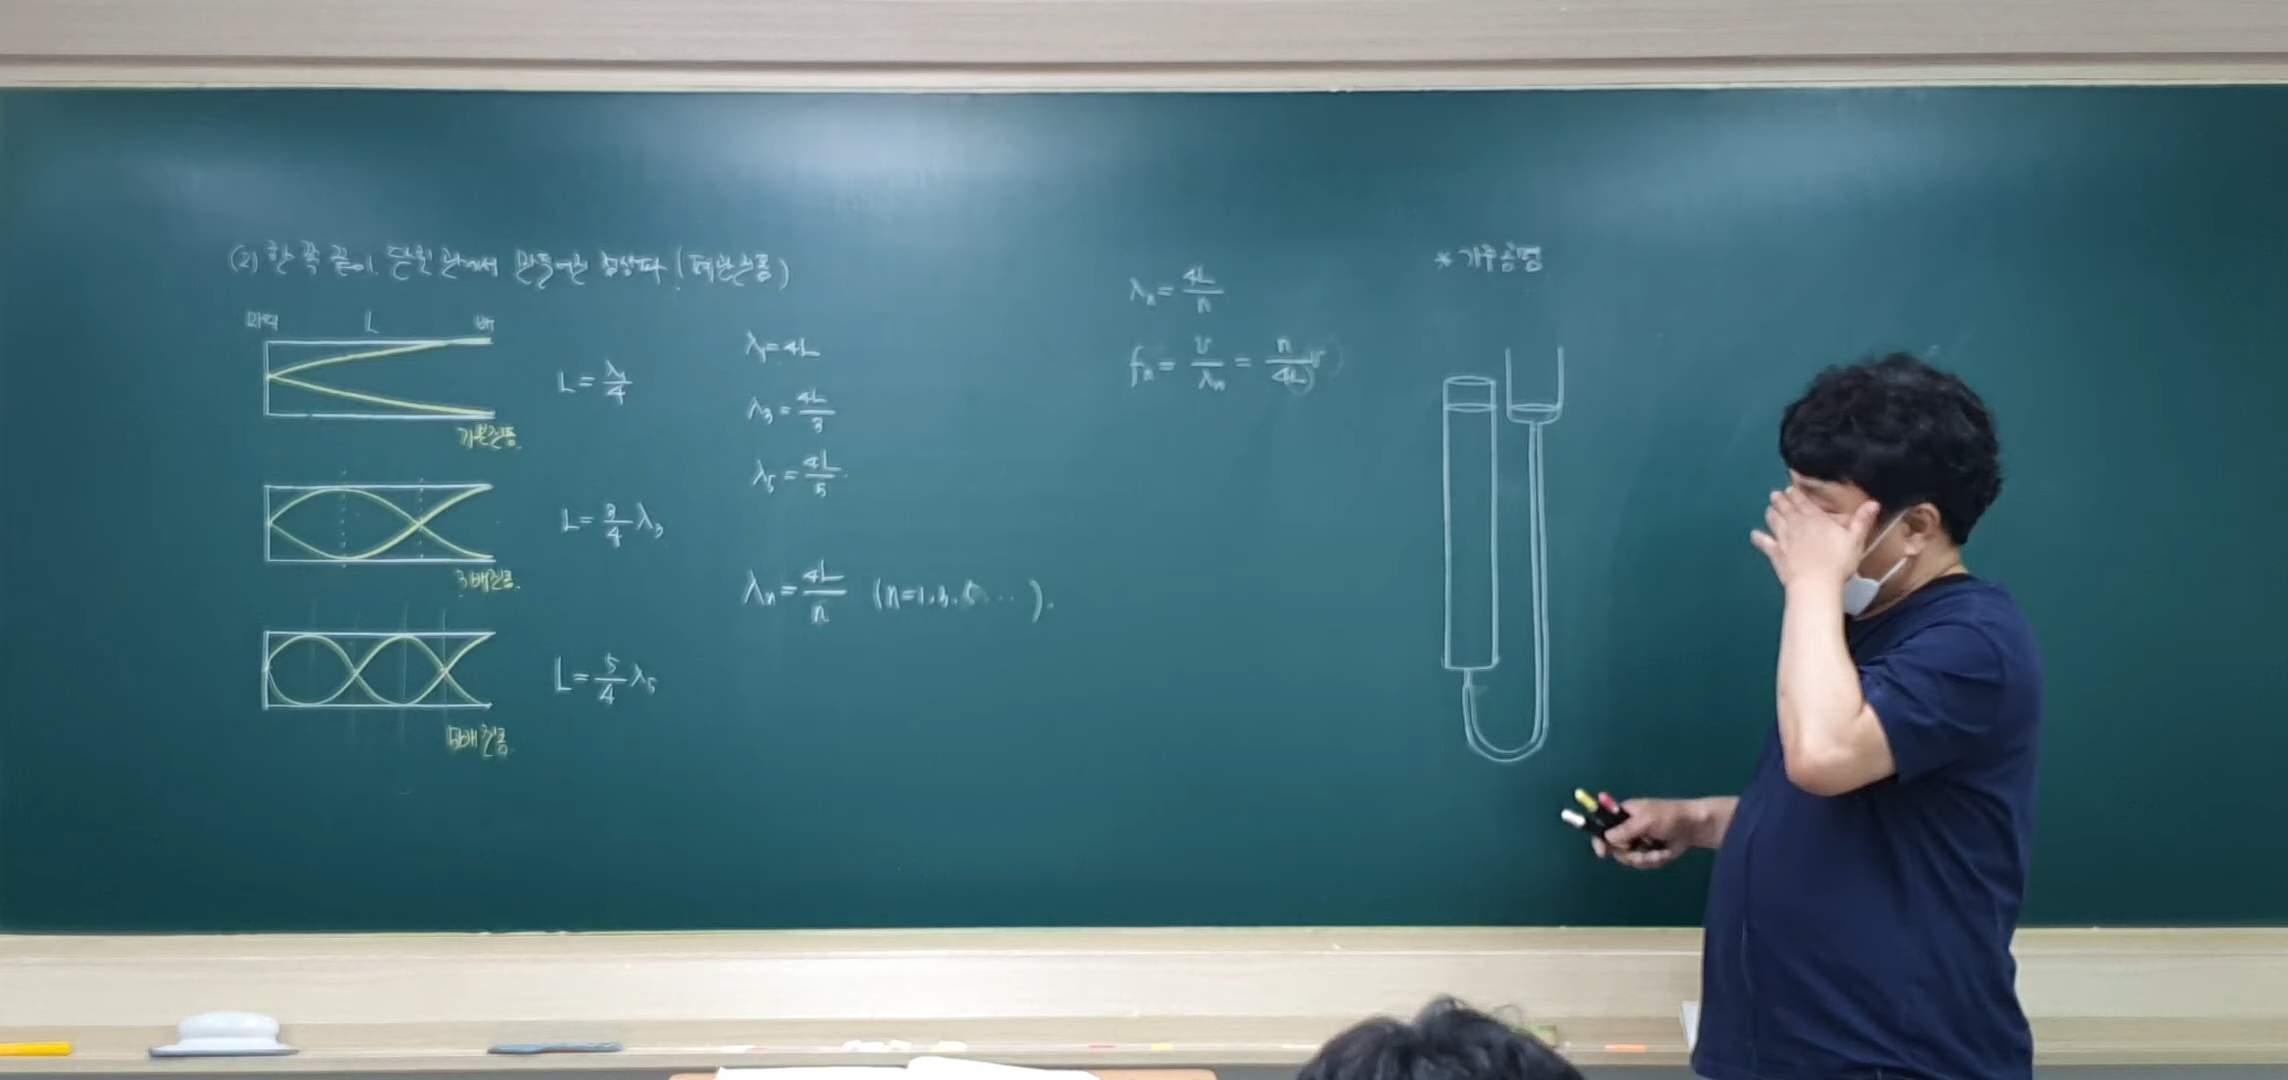 (2) 한 쪽 끝이 닫힌 관에서 만들어진 정상파 (폐관진동)
마디 L 배
L = λ₁/4
기본진동.
L = 3/4 λ₃
3배진동.
L = 5/4 λ₅
5배진동.
λ₁ = 4L
λ₃ = 4L/3
λ₅ = 4L/5
λₙ = 4L/n (n=1.3.5 ⋯ ).
λₙ = 4L/n
fₙ = v/λₙ = n/4L v
* 기주공명